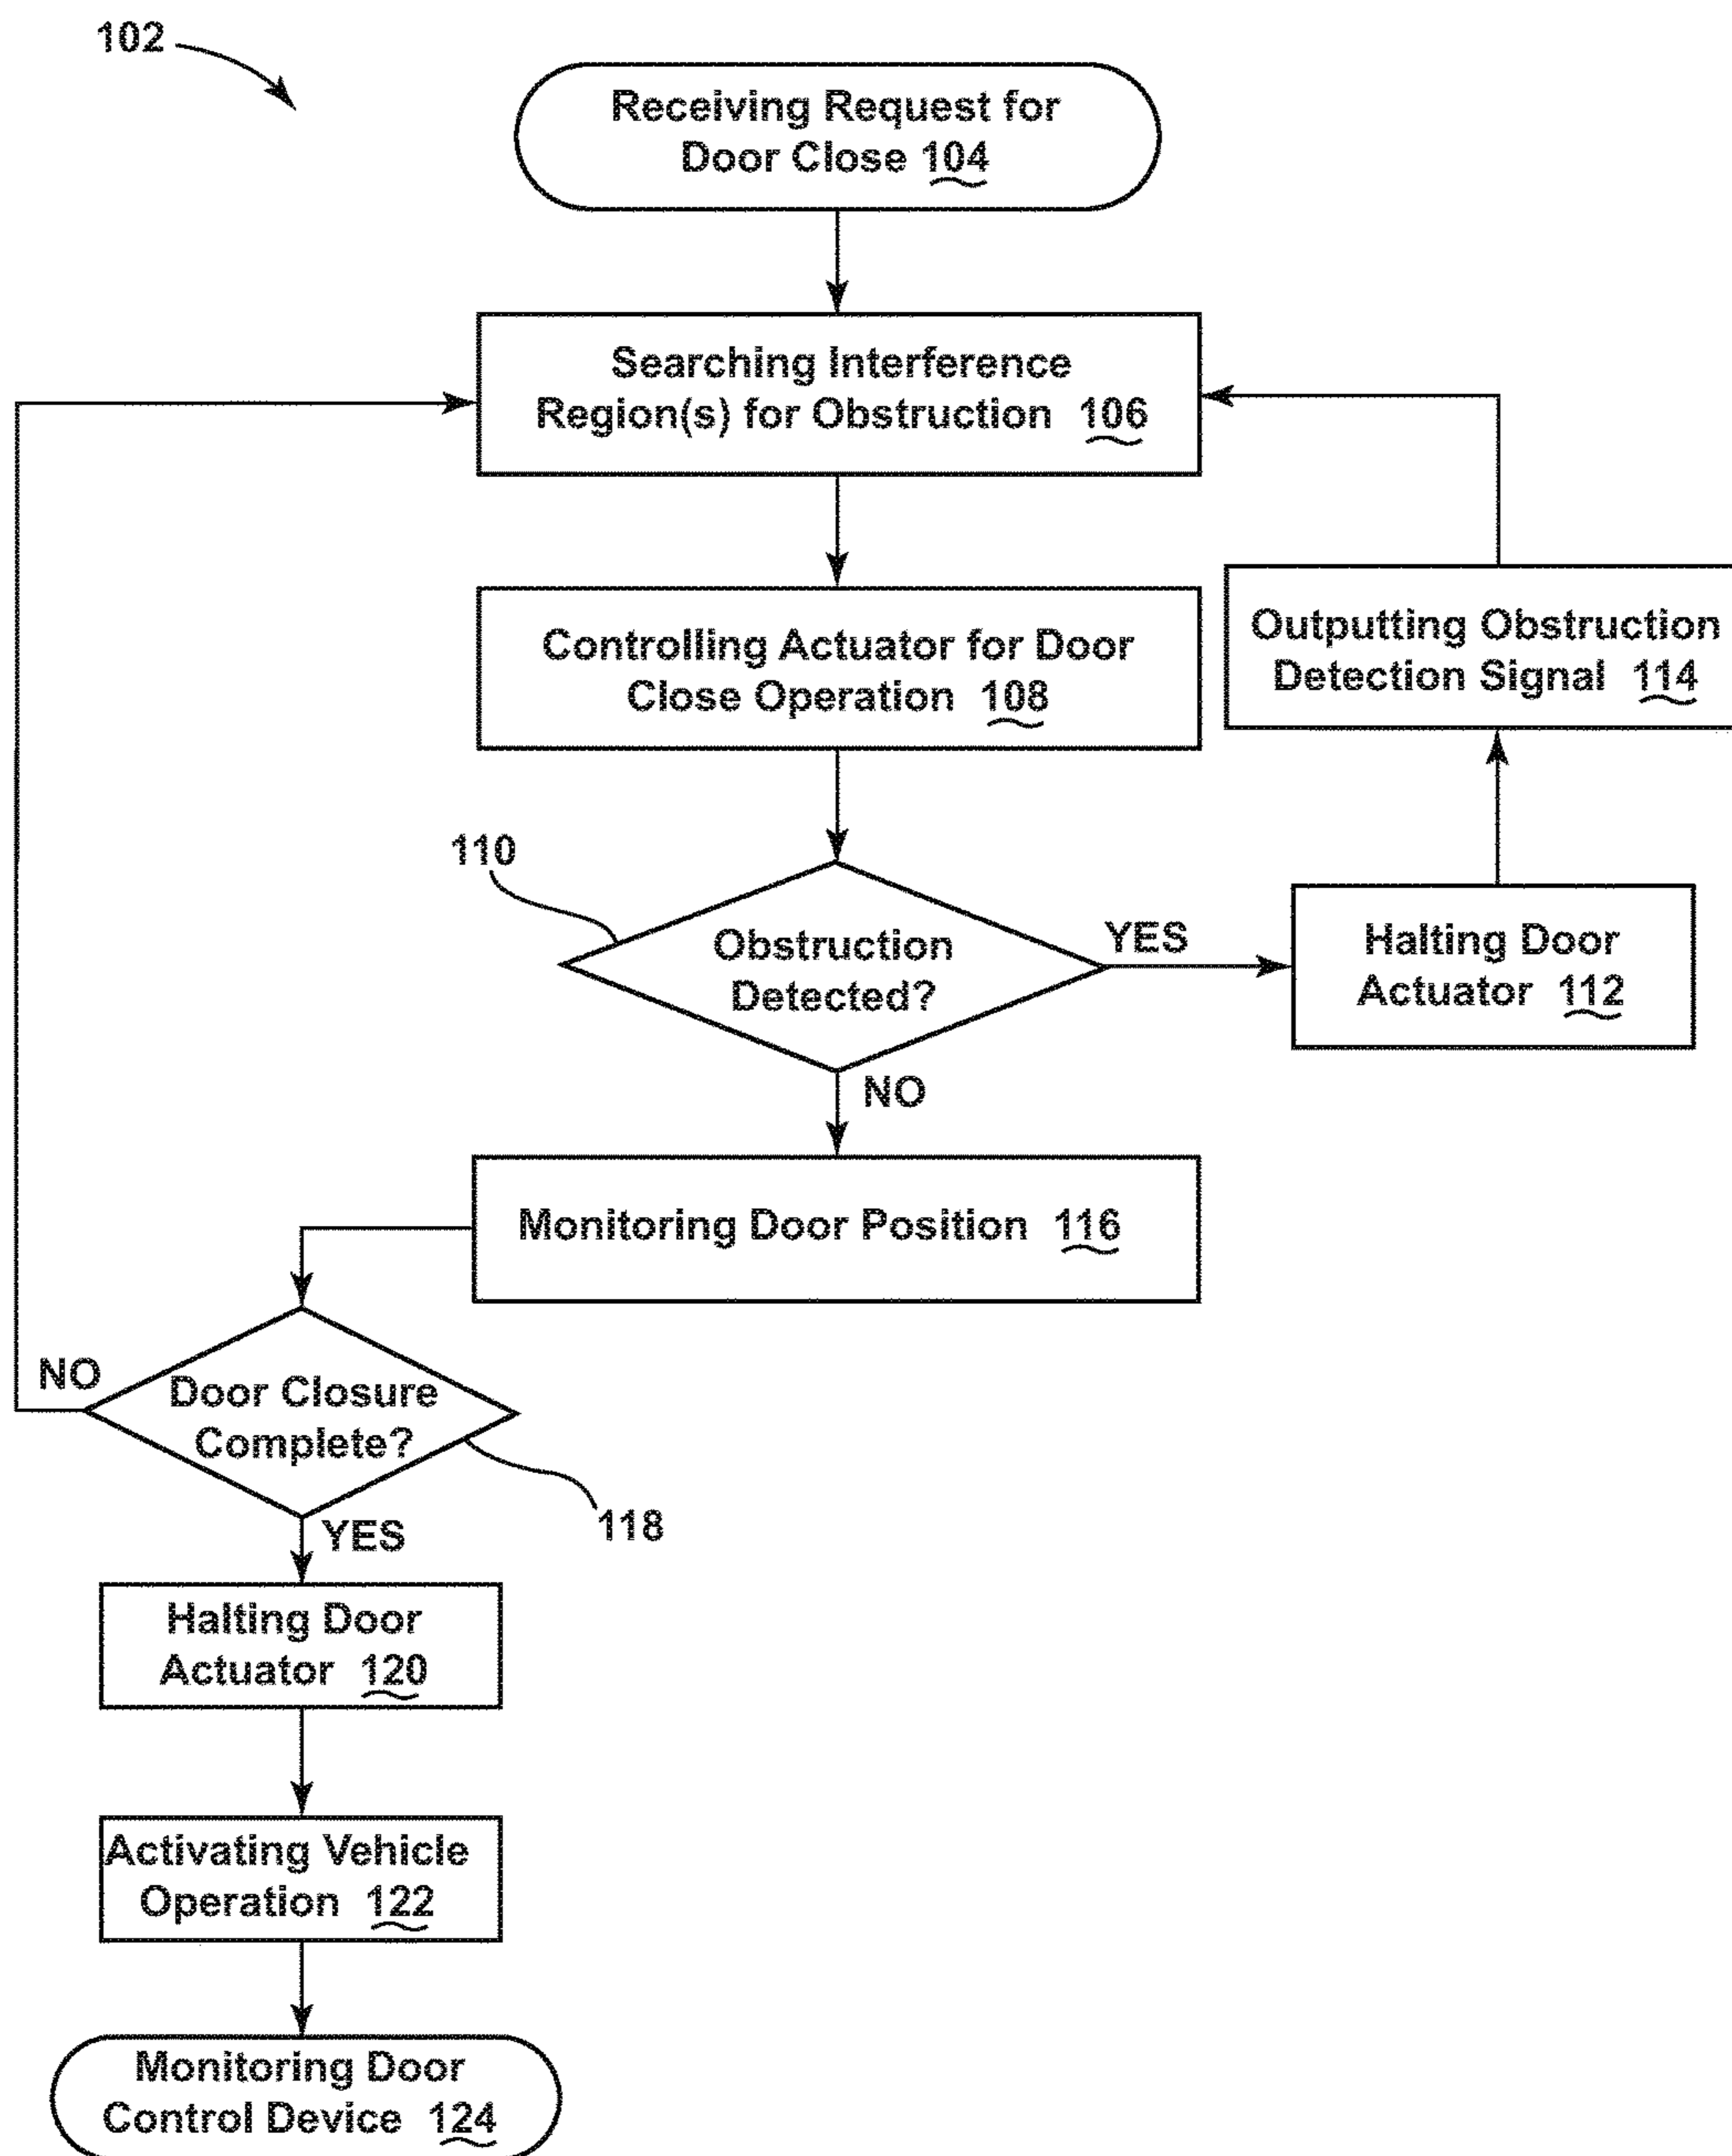 102
Receiving Request for
Door Close 104
Searching Interference
Region(s) for Obstruction 106
Controlling Actuator for Door
Close Operation 108
Outputting Obstruction
Detection Signal 114
110
Obstruction
Detected?
YES
Halting Door
Actuator 112
NO
Monitoring Door Position 116
NO
Door Closure
Complete?
118
YES
Halting Door
Actuator 120
Activating Vehicle
Operation 122
Monitoring Door
Control Device 124